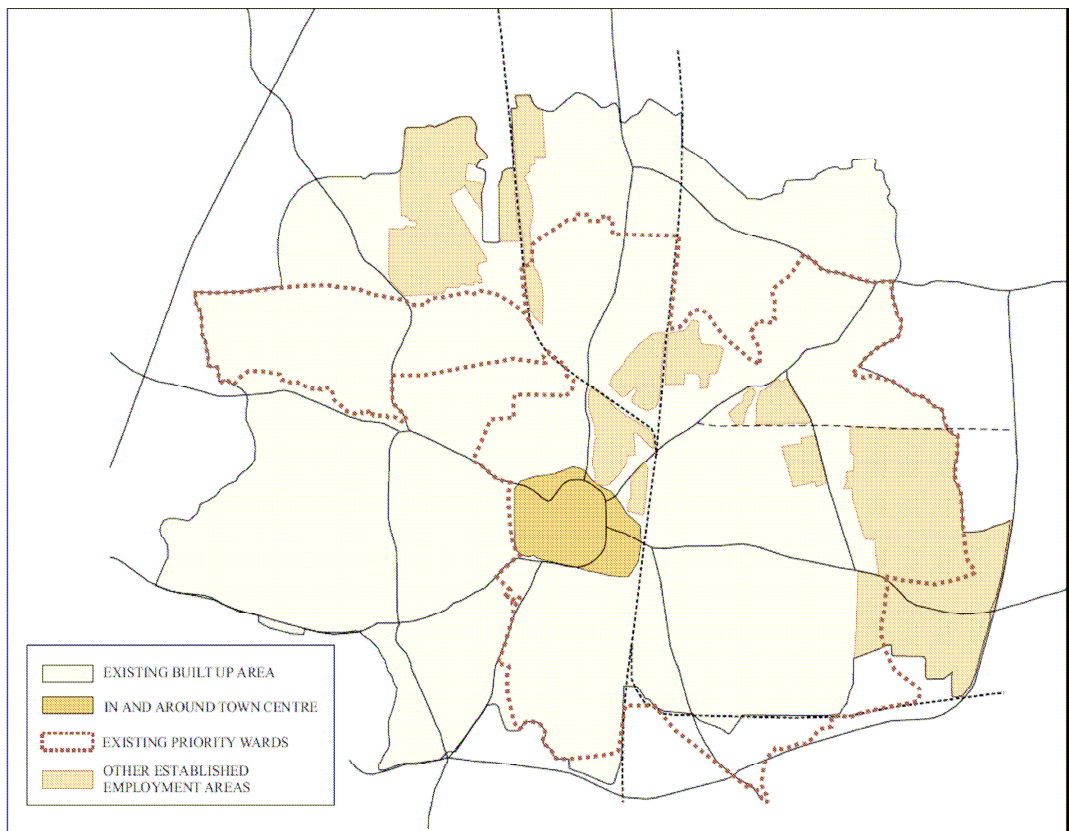 EXISTING BUILT UP AREA
IN AND AROUND TOWN CENTRE
EXISTING PRIORITY WARDS
OTHER ESTABLISHED
EMPLOYMENT AREAS